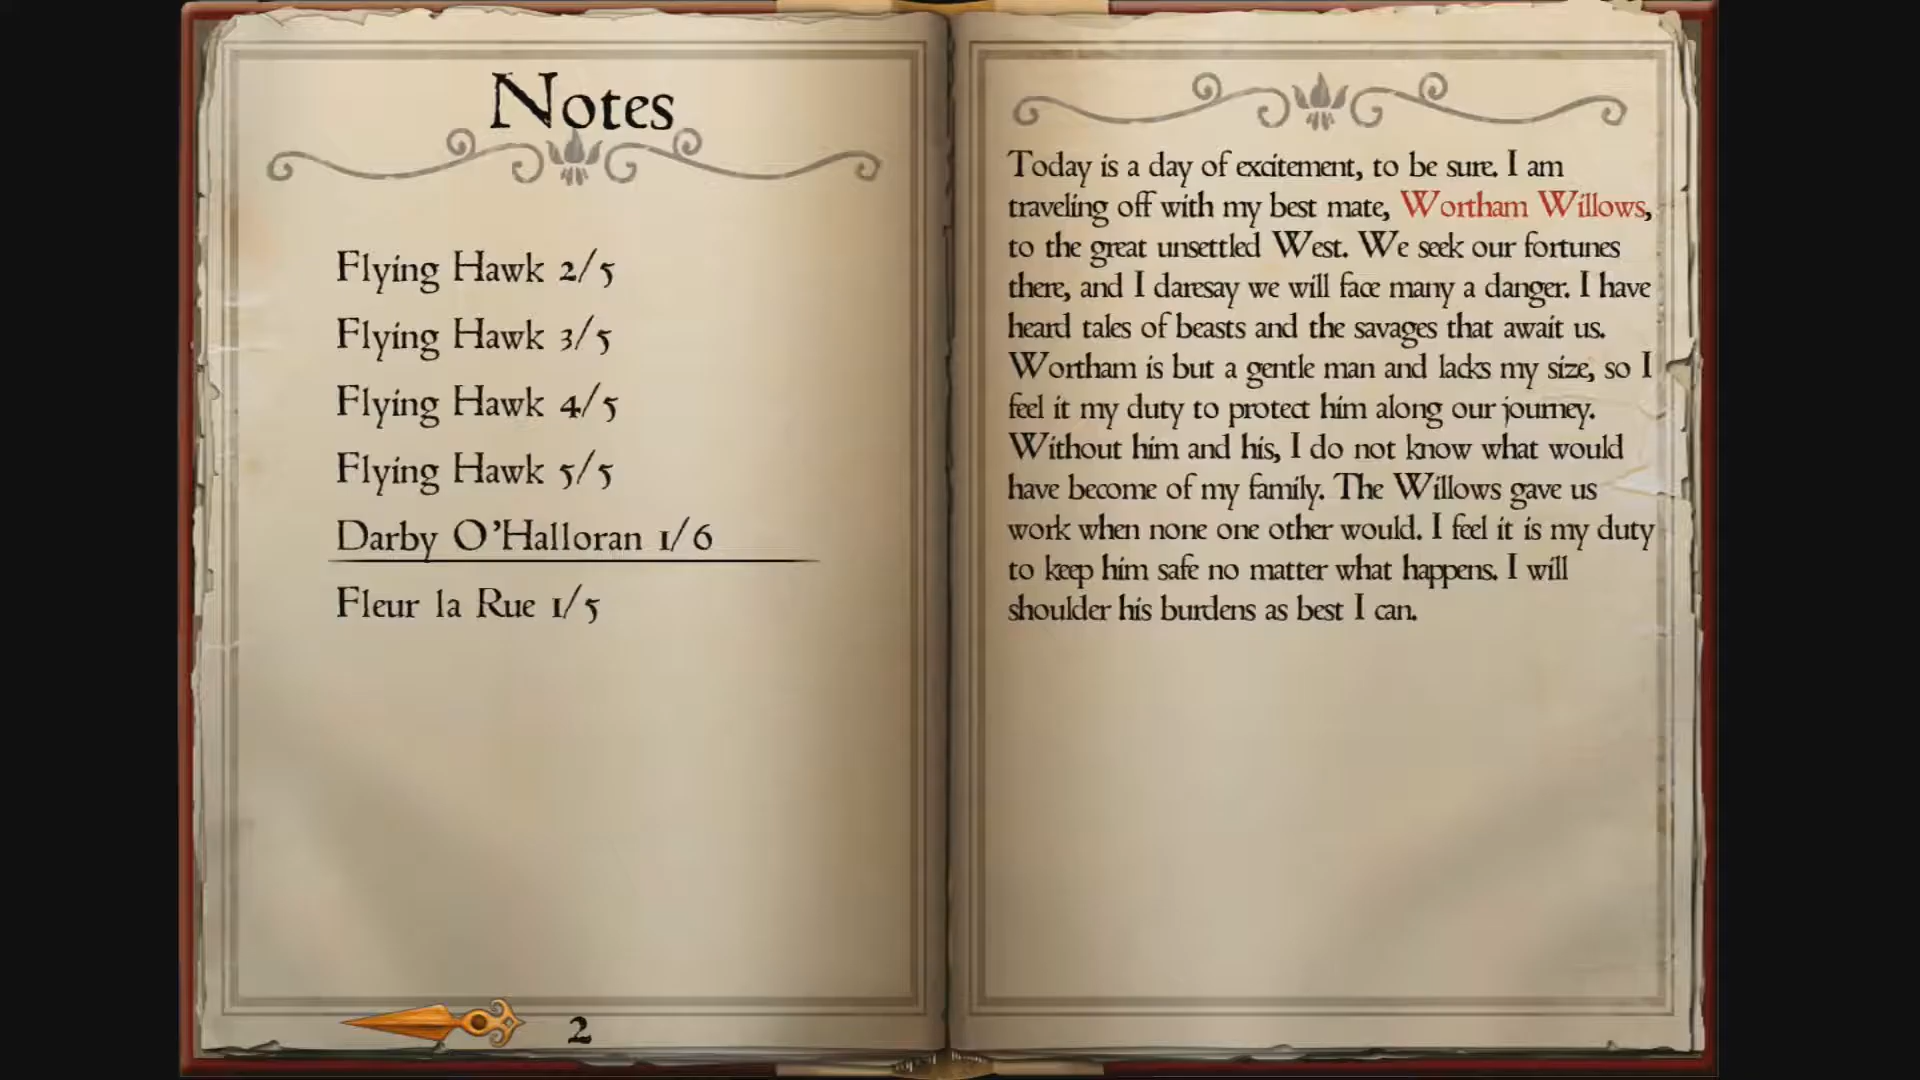 Notes
Flying Hawk 2/5
Flying Hawk 3/5
Flying Hawk 4/5
Flying Hawk 5/5
Darby O'Halloran 1/6
Fleur la Rue 1/5
2
Today is a day of excitement, to be sure. I am
traveling off with my best mate, Wortham Willows,
to the great unsettled West. We seek our fortunes
there, and I daresay we will face many a danger. I have
heard tales of beasts and the savages that await us.
Wortham is but a gentle man and lacks my size, so I
feel it my duty to protect him along our journey.
Without him and his, I do not know what would
have become of my family. The Willows gave us
work when none one other would. I feel it is my duty
to keep him safe no matter what happens. I will
shoulder his burdens as best I can.